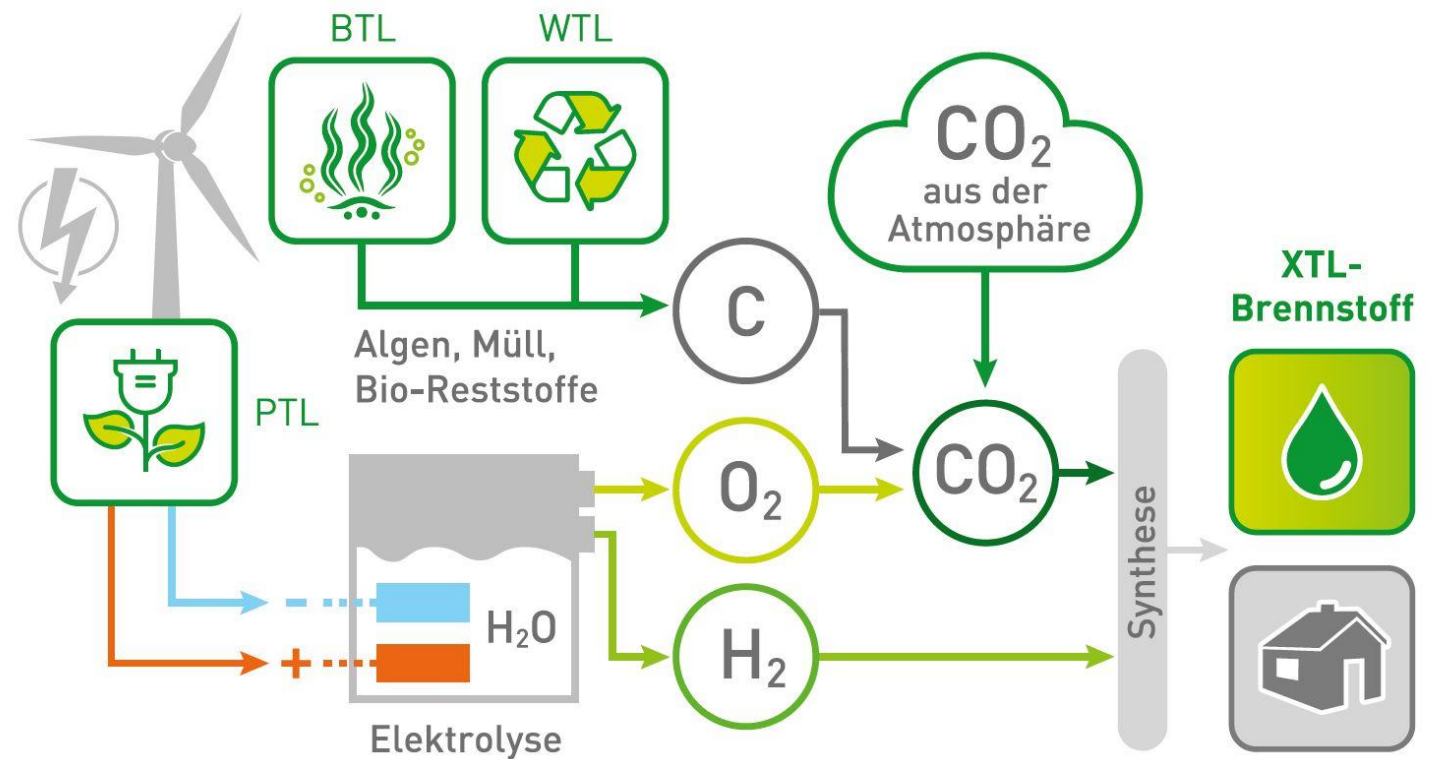 BTL
WTL
CO₂
aus der
Atmosphäre
XTL-
Brennstoff
C
Algen, Müll,
Bio-Reststoffe
PTL
O₂
CO₂
Synthese
- 
H₂O
+
H₂
Elektrolyse